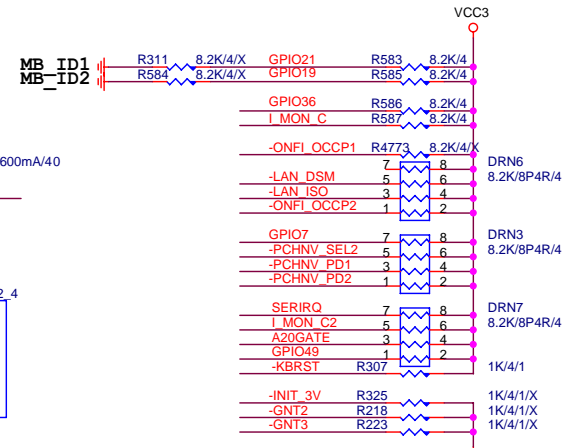 VCC3
MB_ID1 R311 8.2K/4/X GPIO21 R583 8.2K/4
MB_ID2 R584 8.2K/4/X GPIO19 R585 8.2K/4
GPIO36 R586 8.2K/4
I_MON_C R587 8.2K/4
-ONFI_OCCP1 R4773 8.2K/4/X
600mA/40
7 8 DRN6
-LAN_DSM 5 6 8.2K/8P4R/4
-LAN_ISO 3 4
-ONFI_OCCP2 1 2
GPIO7 7 8 DRN3
-PCHNV_SEL2 5 6 8.2K/8P4R/4
-PCHNV_PD1 3 4
-PCHNV_PD2 1 2
2_4
SERIRQ 7 8 DRN7
I_MON_C2 5 6 8.2K/8P4R/4
A20GATE 3 4
GPIO49 1 2
-KBRST R307 1K/4/1
-INIT_3V R325 1K/4/1/X
-GNT2 R218 1K/4/1/X
-GNT3 R223 1K/4/1/X